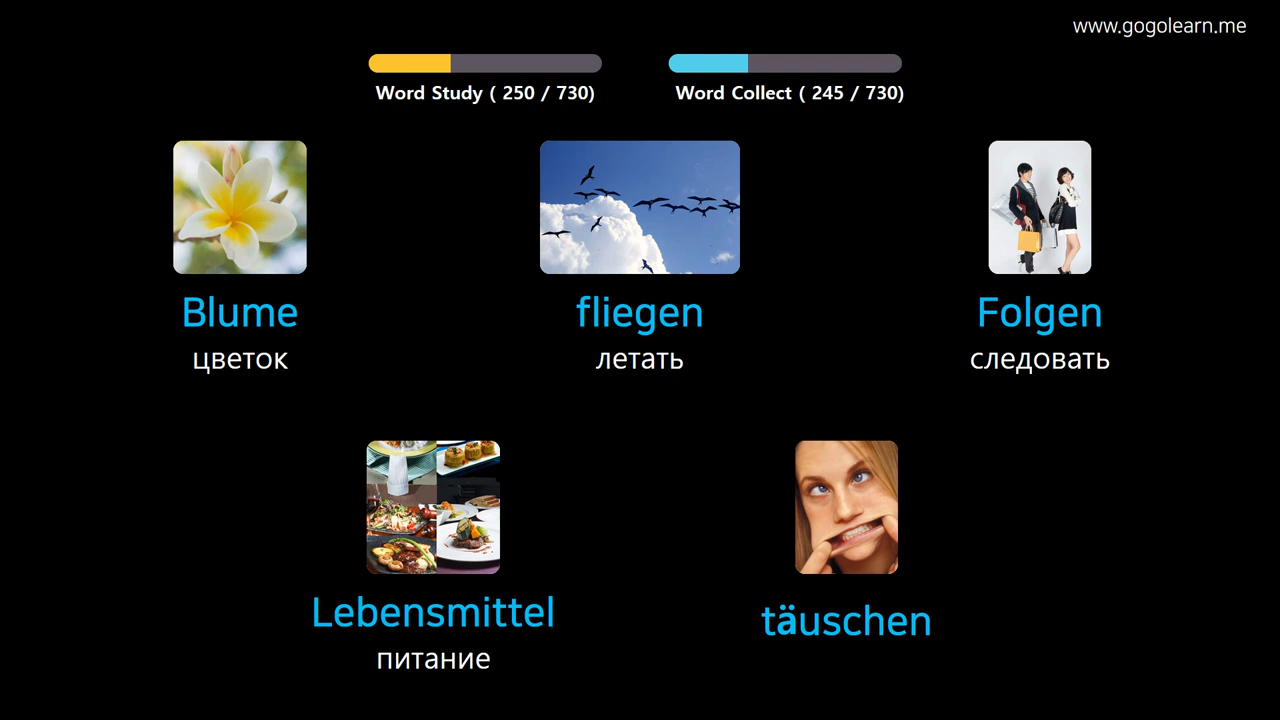 www.gogolearn.me
Word Study ( 250 / 730)
Word Collect ( 245 / 730)
Blume
цветок
fliegen
летать
Folgen
следовать
Lebensmittel
питание
täuschen